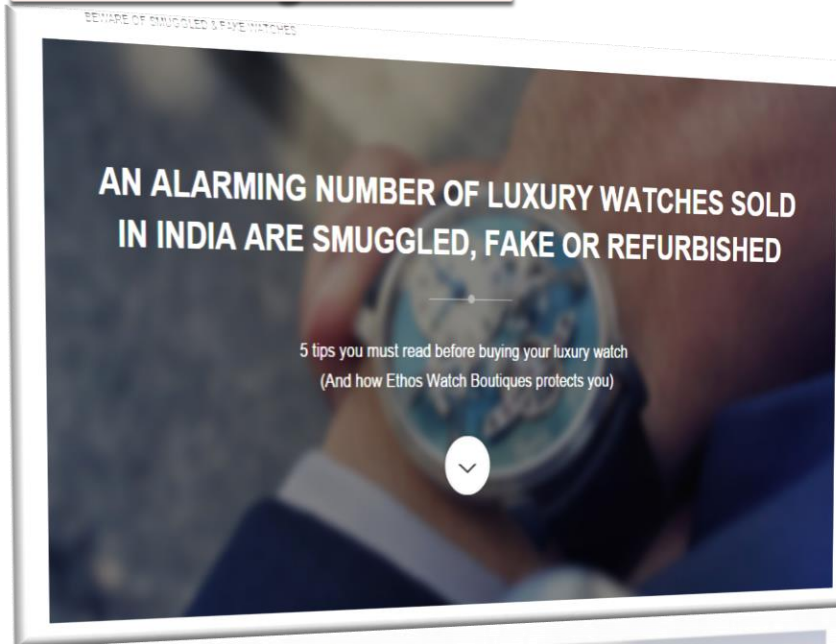 BEWARE OF SMUGGLED & FAKE WATCHES
AN ALARMING NUMBER OF LUXURY WATCHES SOLD
IN INDIA ARE SMUGGLED, FAKE OR REFURBISHED
5 tips you must read before buying your luxury watch
(And how Ethos Watch Boutiques protects you)